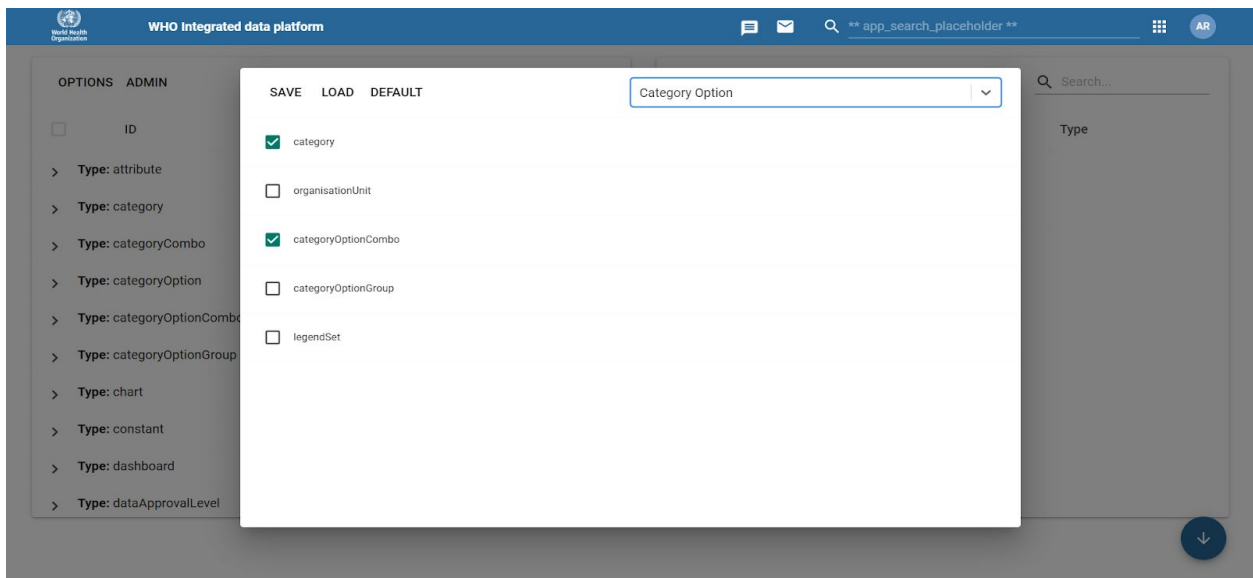 World Health
Organization
WHO Integrated data platform
** app_search_placeholder **
AR
OPTIONS ADMIN
Search...
ID
Type
Type: attribute
Type: category
Type: categoryCombo
Type: categoryOption
Type: categoryOptionCombo
Type: categoryOptionGroup
Type: chart
Type: constant
Type: dashboard
Type: dataApprovalLevel
SAVE LOAD DEFAULT
Category Option
category
organisationUnit
categoryOptionCombo
categoryOptionGroup
legendSet